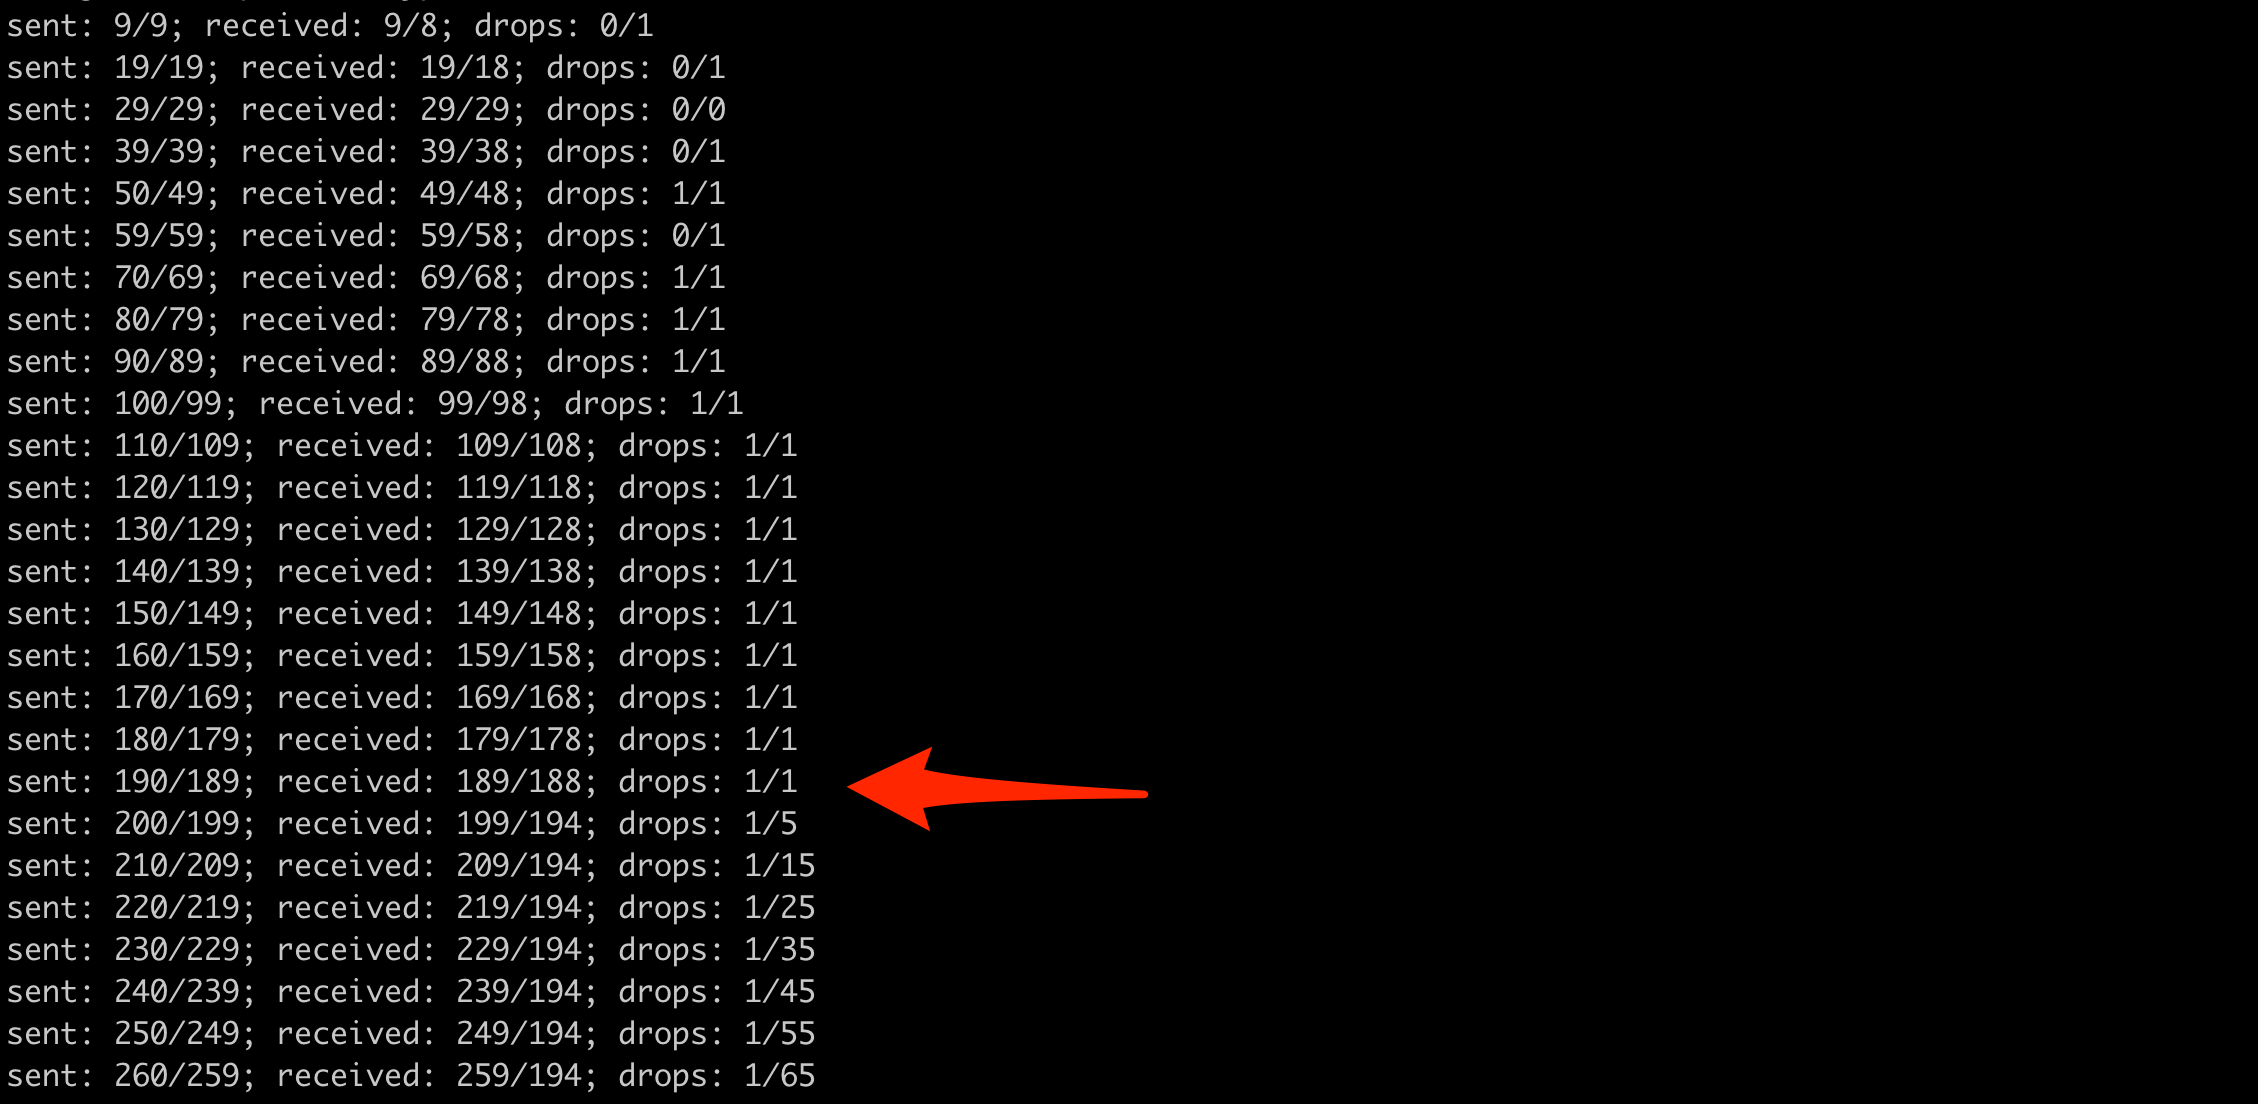 sent: 9/9; received: 9/8; drops: 0/1
sent: 19/19; received: 19/18; drops: 0/1
sent: 29/29; received: 29/29; drops: 0/0
sent: 39/39; received: 39/38; drops: 0/1
sent: 50/49; received: 49/48; drops: 1/1
sent: 59/59; received: 59/58; drops: 0/1
sent: 70/69; received: 69/68; drops: 1/1
sent: 80/79; received: 79/78; drops: 1/1
sent: 90/89; received: 89/88; drops: 1/1
sent: 100/99; received: 99/98; drops: 1/1
sent: 110/109; received: 109/108; drops: 1/1
sent: 120/119; received: 119/118; drops: 1/1
sent: 130/129; received: 129/128; drops: 1/1
sent: 140/139; received: 139/138; drops: 1/1
sent: 150/149; received: 149/148; drops: 1/1
sent: 160/159; received: 159/158; drops: 1/1
sent: 170/169; received: 169/168; drops: 1/1
sent: 180/179; received: 179/178; drops: 1/1
sent: 190/189; received: 189/188; drops: 1/1
sent: 200/199; received: 199/194; drops: 1/5
sent: 210/209; received: 209/194; drops: 1/15
sent: 220/219; received: 219/194; drops: 1/25
sent: 230/229; received: 229/194; drops: 1/35
sent: 240/239; received: 239/194; drops: 1/45
sent: 250/249; received: 249/194; drops: 1/55
sent: 260/259; received: 259/194; drops: 1/65